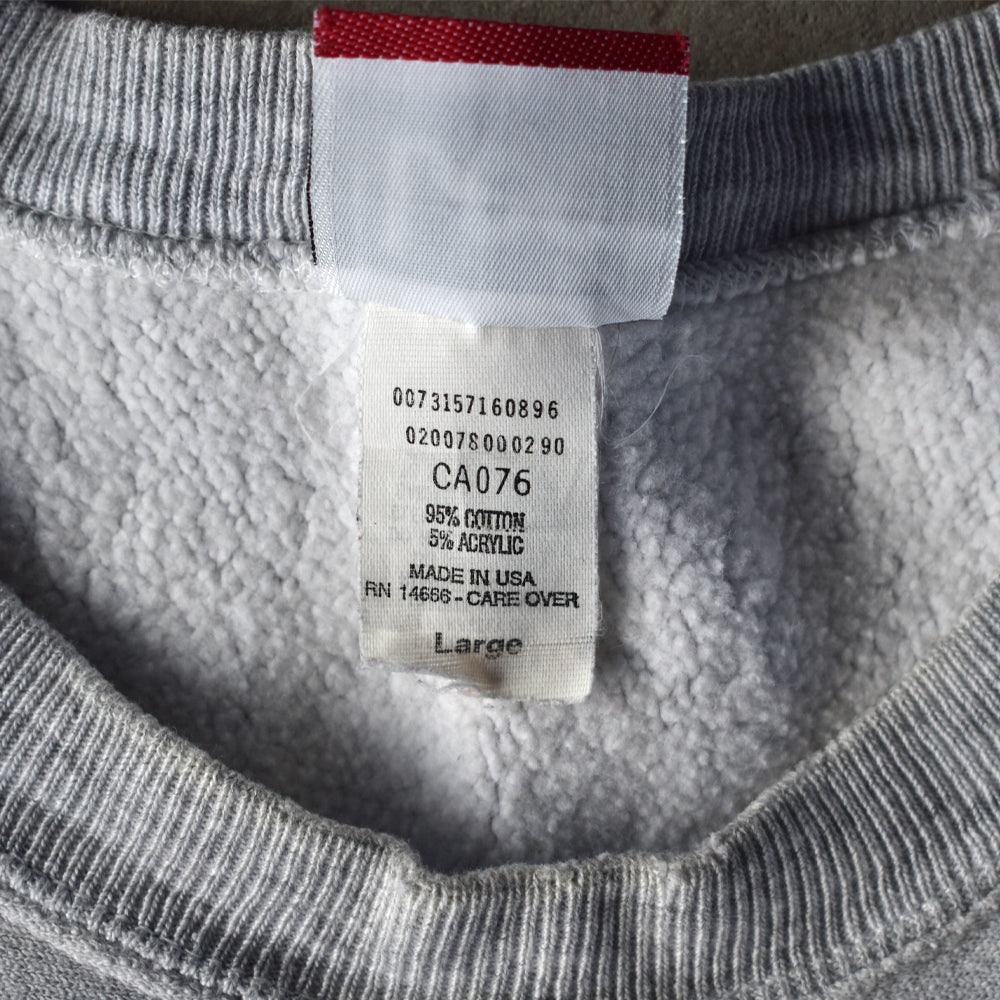 0073157160896
020078000290
CA076
95% COTTON
5% ACRYLIC
MADE IN USA
RN 14666 - CARE OVER
Large